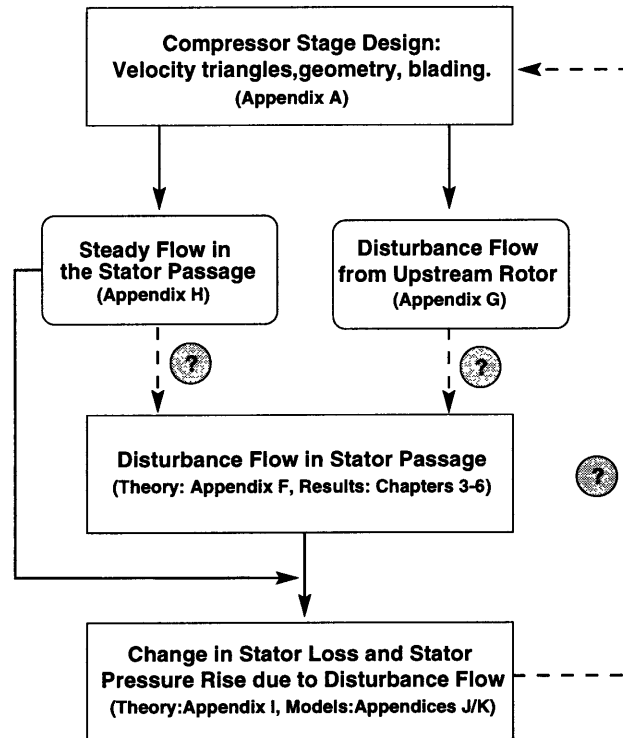 Compressor Stage Design:
Velocity triangles,geometry, blading.
(Appendix A)
Steady Flow in
the Stator Passage
(Appendix H)
Disturbance Flow
from Upstream Rotor
(Appendix G)
?
?
Disturbance Flow in Stator Passage
(Theory: Appendix F, Results: Chapters 3-6)
?
Change in Stator Loss and Stator
Pressure Rise due to Disturbance Flow
(Theory:Appendix I, Models:Appendices J/K)